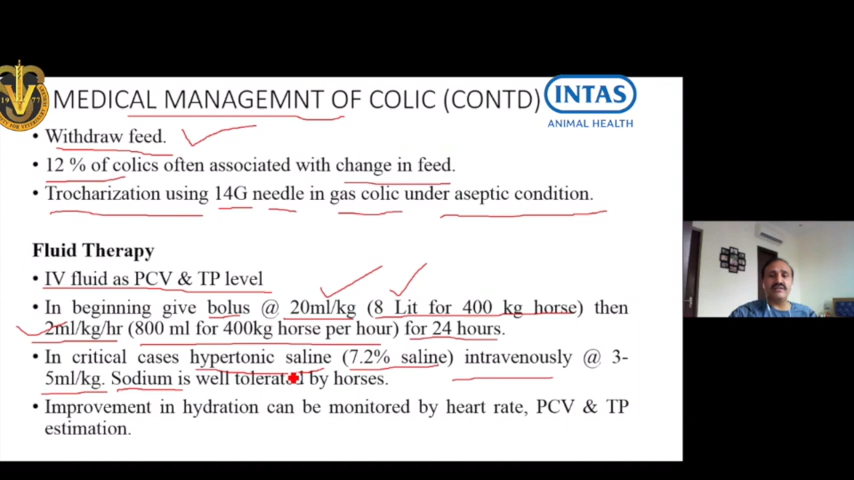 MEDICAL MANAGEMNT OF COLIC (CONTD)
INTAS
ANIMAL HEALTH
1977
• Withdraw feed.
• 12 % of colics often associated with change in feed.
• Trocharization using 14G needle in gas colic under aseptic condition.
Fluid Therapy
• IV fluid as PCV & TP level
• In beginning give bolus @ 20ml/kg (8 Lit for 400 kg horse) then
2ml/kg/hr (800 ml for 400kg horse per hour) for 24 hours.
• In critical cases hypertonic saline (7.2% saline) intravenously @ 3-
5ml/kg. Sodium is well tolerated by horses.
• Improvement in hydration can be monitored by heart rate, PCV & TP
estimation.